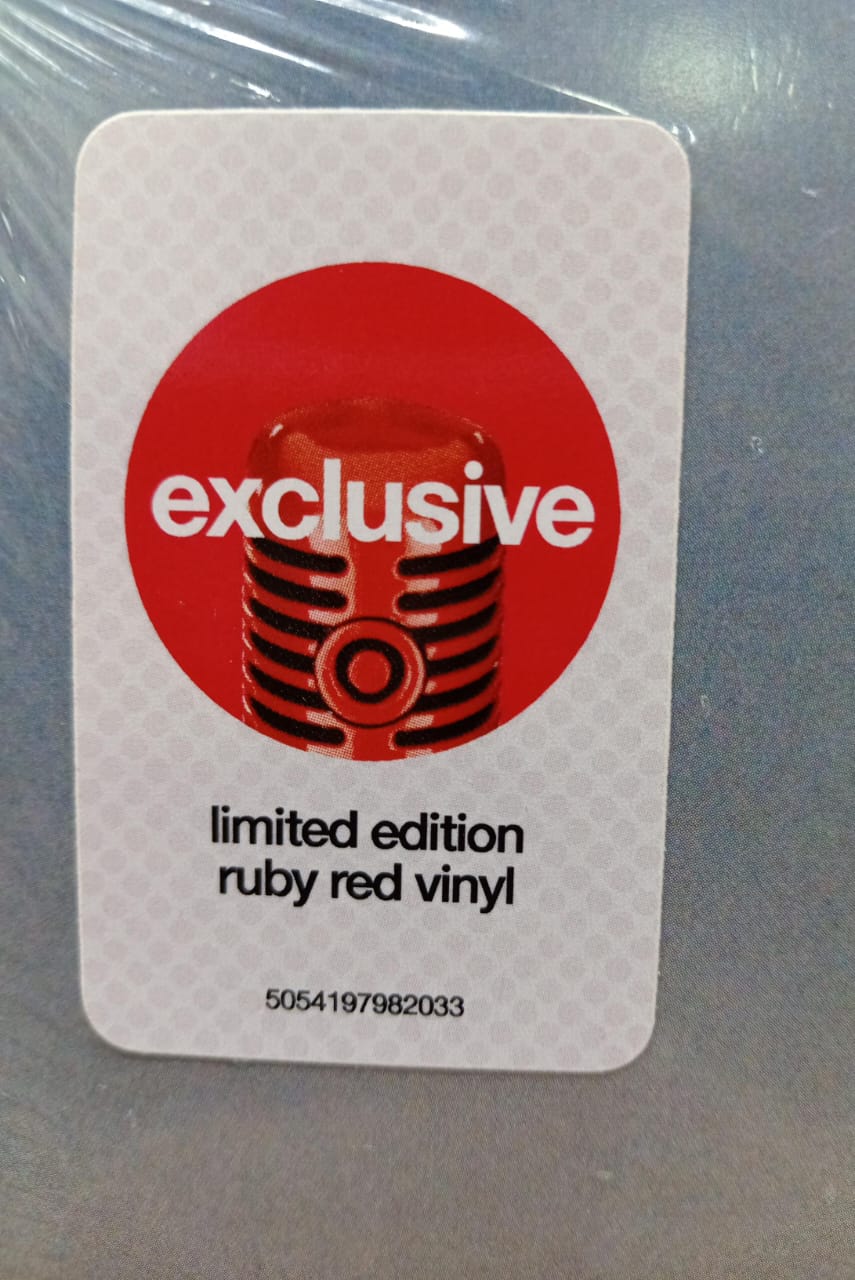 exclusive
limited edition
ruby red vinyl
5054197982033